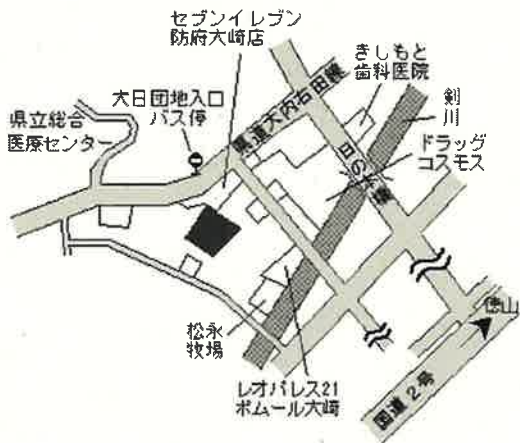 セブンイレブン
防府大崎店
きしもと
歯科医院
大日団地入口
バス停
県立総合
医療センター
県道大内右田線
剣
川
ドラッグ
コスモス
徳山
松永
牧場
レオパレス21
ポムール大崎
国道2号